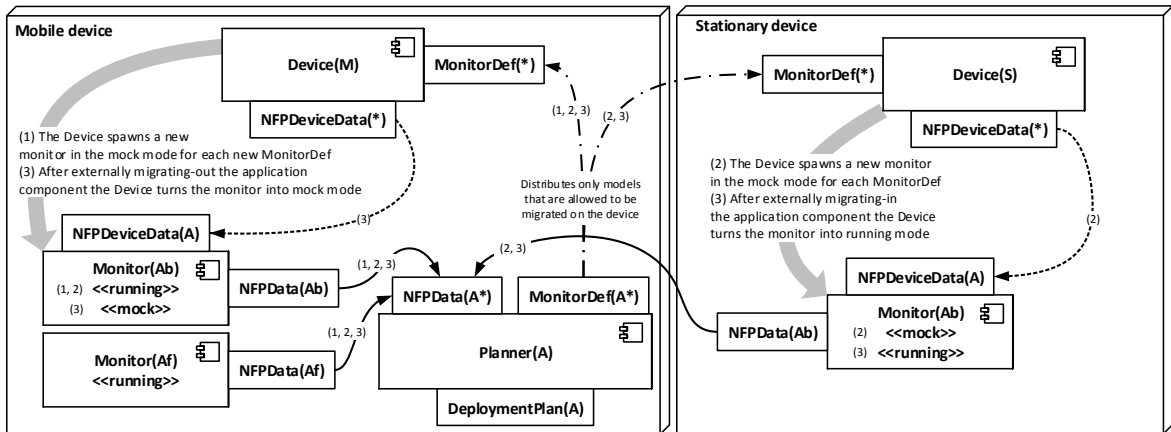 Mobile device
Device(M)
MonitorDef(*)
NFPDeviceData(*)
(1) The Device spawns a new
monitor in the mock mode for each new MonitorDef
(3) After externally migrating-out the application
component the Device turns the monitor into mock mode
(1, 2, 3)
(2, 3)
Distributes only models
that are allowed to be
migrated on the device
(3)
NFPDeviceData(A)
Monitor(Ab)
(1, 2) <<running>>
(3) <<mock>>
NFPData(Ab)
(1, 2, 3)
(2, 3)
NFPData(A*)
MonitorDef(A*)
Monitor(Af)
<<running>>
NFPData(Af)
(1, 2, 3)
Planner(A)
DeploymentPlan(A)
Stationary device
MonitorDef(*)
Device(S)
NFPDeviceData(*)
(2) The Device spawns a new monitor
in the mock mode for each MonitorDef
(3) After externally migrating-in
the application component the Device
turns the monitor into running mode
(2)
NFPDeviceData(A)
Monitor(Ab)
(2) <<mock>>
(3) <<running>>
NFPData(Ab)